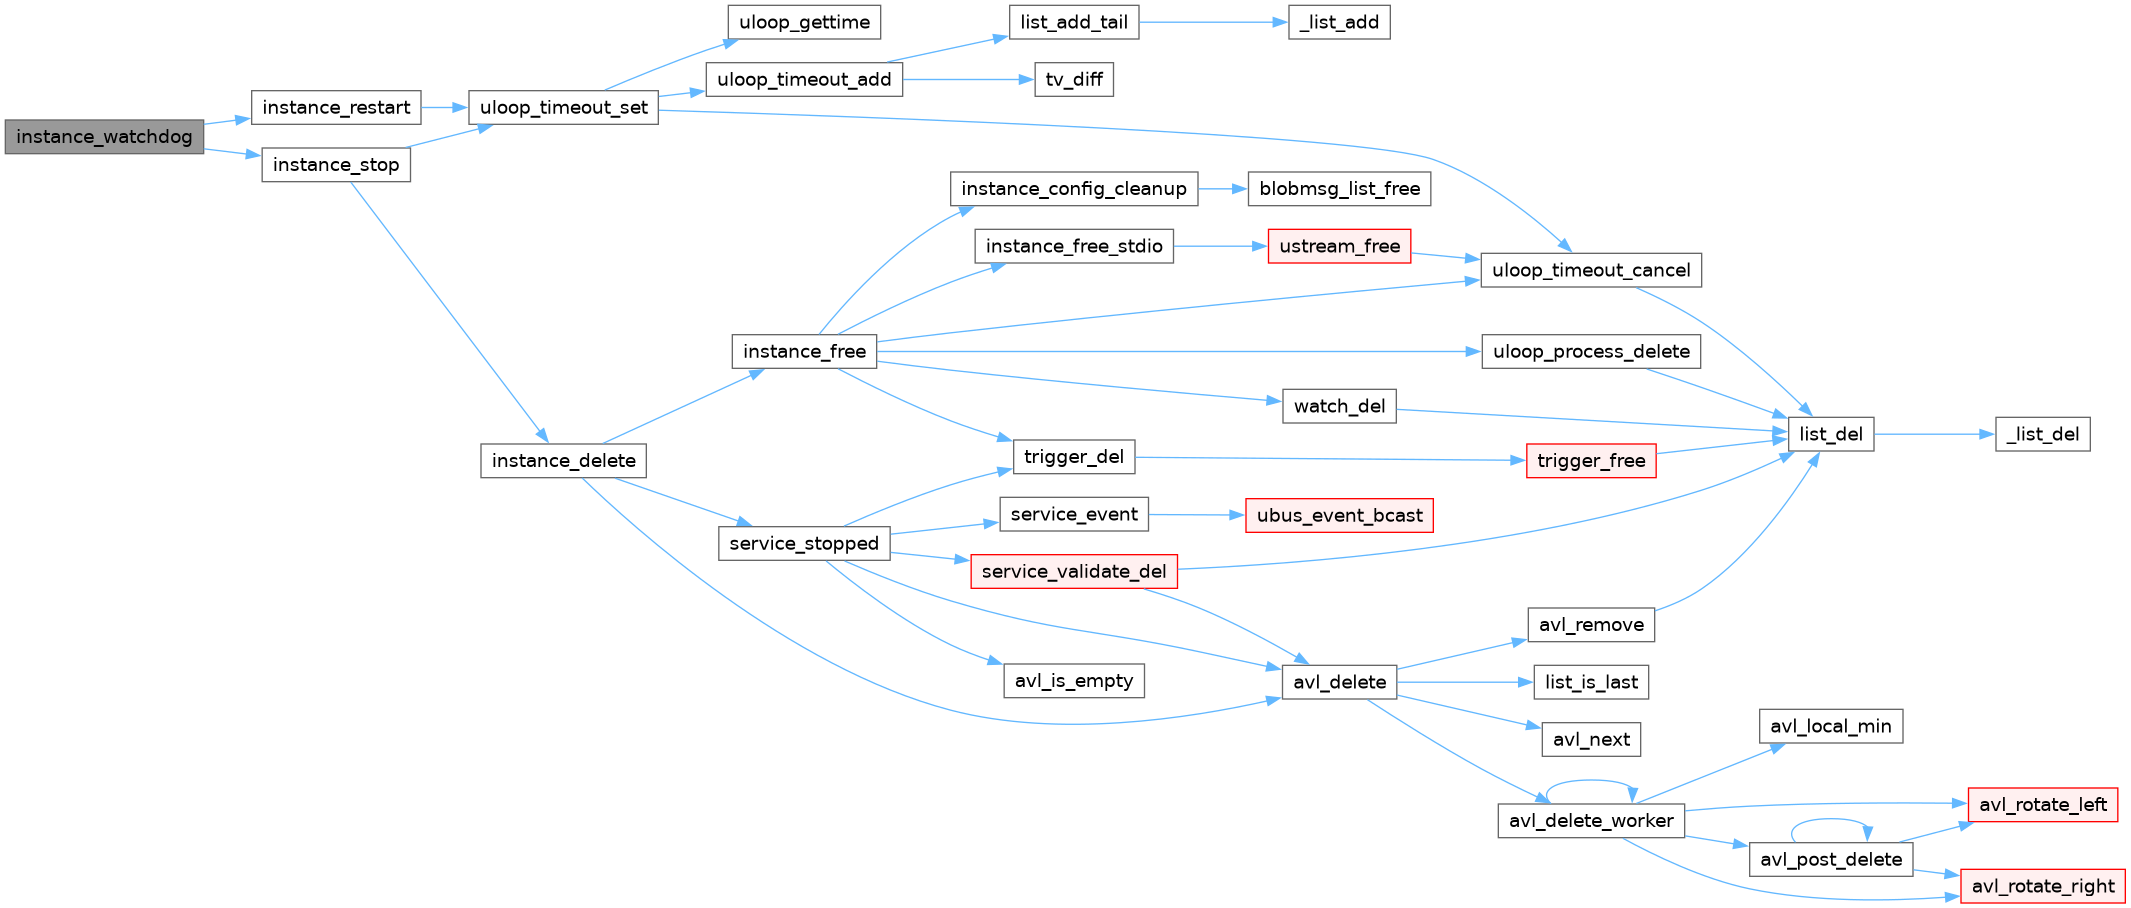 instance_watchdog
instance_restart
instance_stop
uloop_timeout_set
instance_delete
uloop_gettime
uloop_timeout_add
instance_free
service_stopped
list_add_tail
tv_diff
instance_config_cleanup
instance_free_stdio
trigger_del
service_event
service_validate_del
avl_is_empty
_list_add
blobmsg_list_free
ustream_free
watch_del
ubus_event_bcast
avl_delete
uloop_timeout_cancel
uloop_process_delete
trigger_free
avl_remove
list_is_last
avl_next
avl_delete_worker
list_del
avl_local_min
avl_post_delete
_list_del
avl_rotate_left
avl_rotate_right